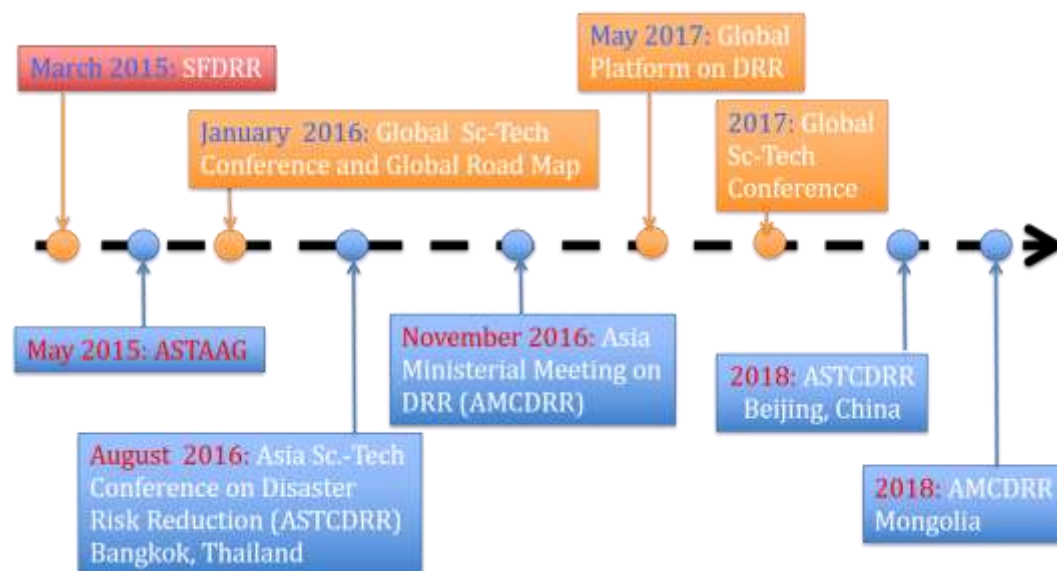 March 2015: SFDRR
January 2016: Global Sc-Tech
Conference and Global Road Map
May 2017: Global
Platform on DRR
2017: Global
Sc-Tech
Conference
May 2015: ASTAAG
August 2016: Asia Sc.-Tech
Conference on Disaster
Risk Reduction (ASTCDRR)
Bangkok, Thailand
November 2016: Asia
Ministerial Meeting on
DRR (AMCDRR)
2018: ASTCDRR
Beijing, China
2018: AMCDRR
Mongolia